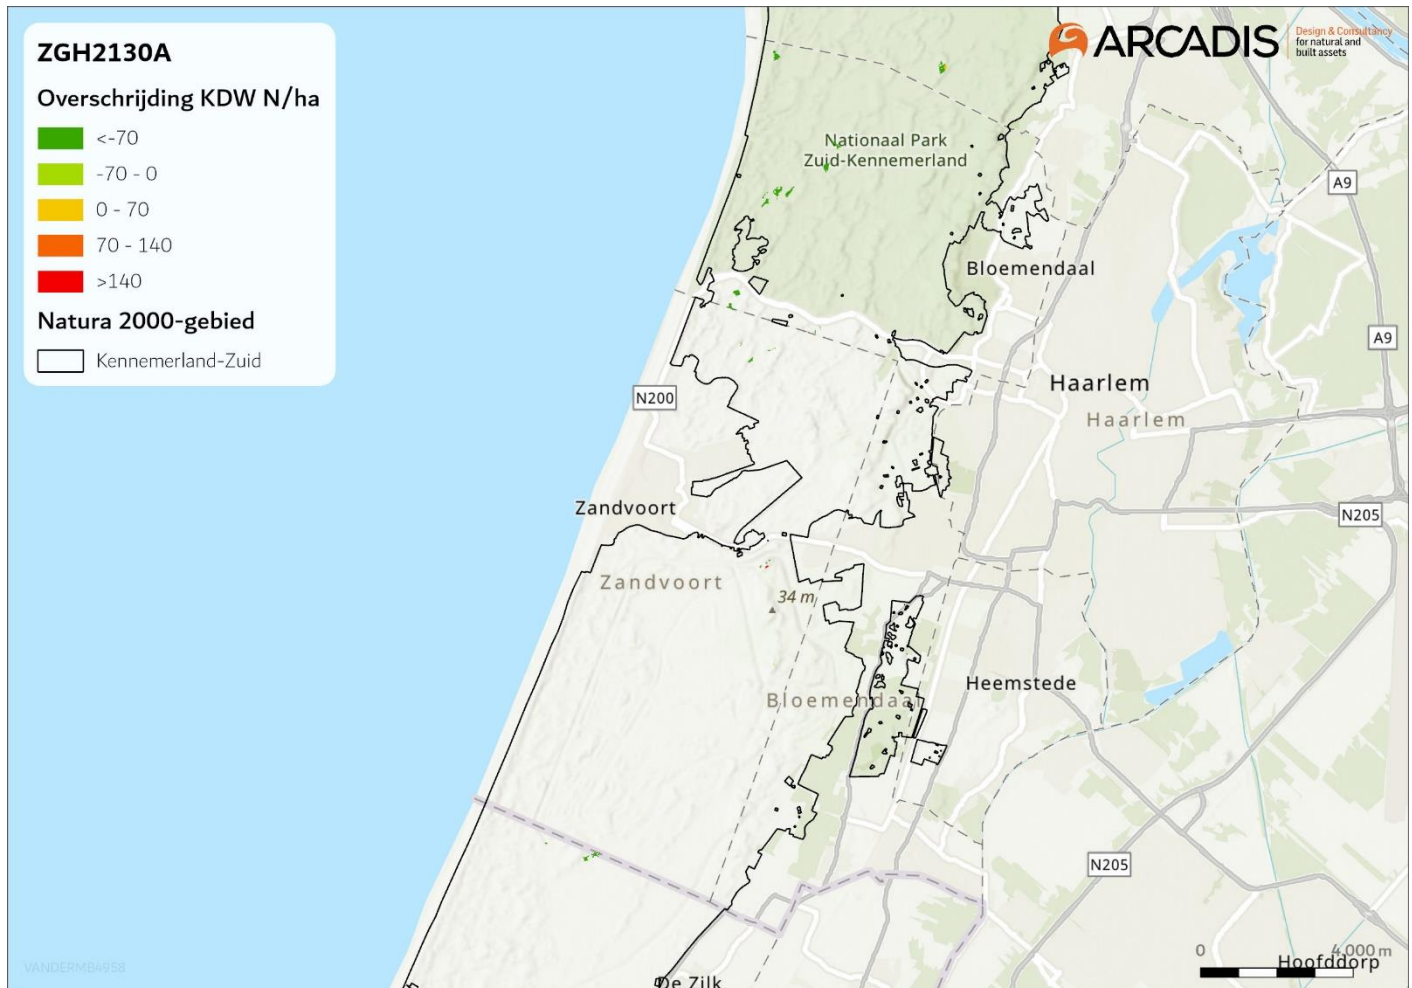 ZGH2130A
Overschrijding KDW N/ha
<-70
-70 - 0
0 - 70
70 - 140
>140
Natura 2000-gebied
Kennemerland-Zuid
ARCADIS
Design & Consultancy
for natural and
built assets
Nationaal Park
Zuid-Kennemerland
A9
Bloemendaal
A9
Haarlem
Haarlem
N200
Zandvoort
N205
Zandvoort
34 m
Heemstede
Bloemendaal
N205
0
4.000 m
Hoofddorp
De Zilk
VANDERMB4958